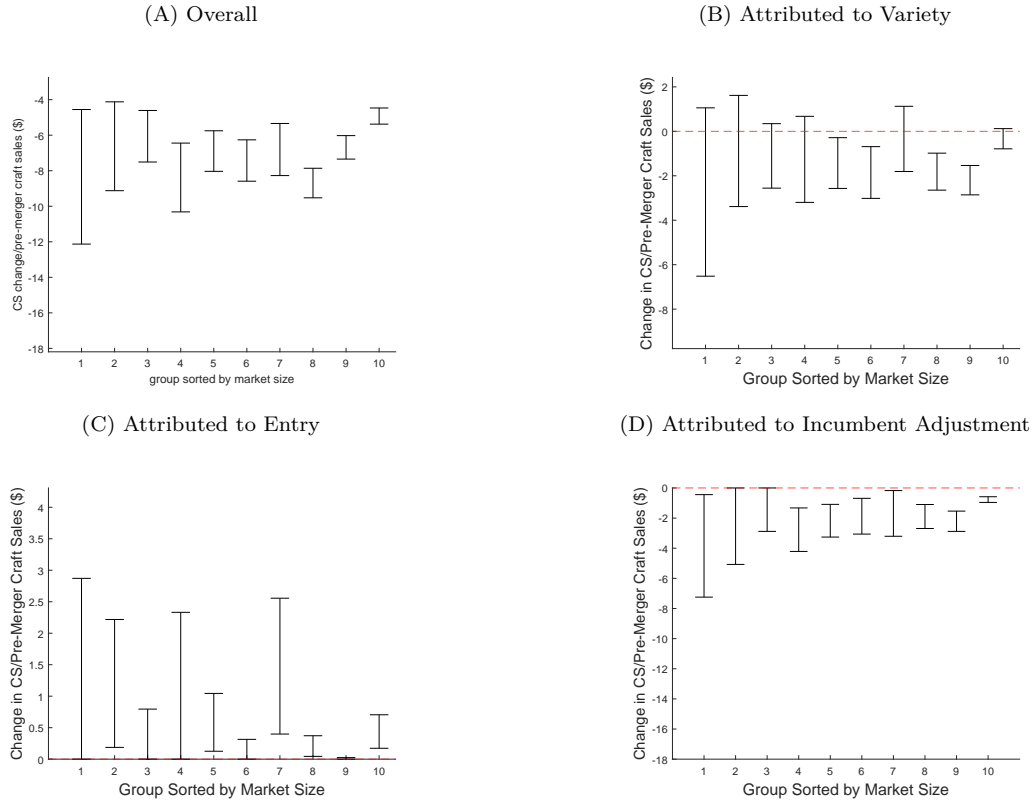 (A) Overall
CS change/pre-merger craft sales ($)
-4
-6
-8
-10
-12
-14
-16
-18
1 2 3 4 5 6 7 8 9 10
group sorted by market size
(B) Attributed to Variety
Change in CS/Pre-Merger Craft Sales ($)
2
0
-2
-4
-6
-8
1 2 3 4 5 6 7 8 9 10
Group Sorted by Market Size
(C) Attributed to Entry
Change in CS/Pre-Merger Craft Sales ($)
4
3.5
3
2.5
2
1.5
1
0.5
0
1 2 3 4 5 6 7 8 9 10
Group Sorted by Market Size
(D) Attributed to Incumbent Adjustment
Change in CS/Pre-Merger Craft Sales ($)
0
-2
-4
-6
-8
-10
-12
-14
-16
-18
1 2 3 4 5 6 7 8 9 10
Group Sorted by Market Size